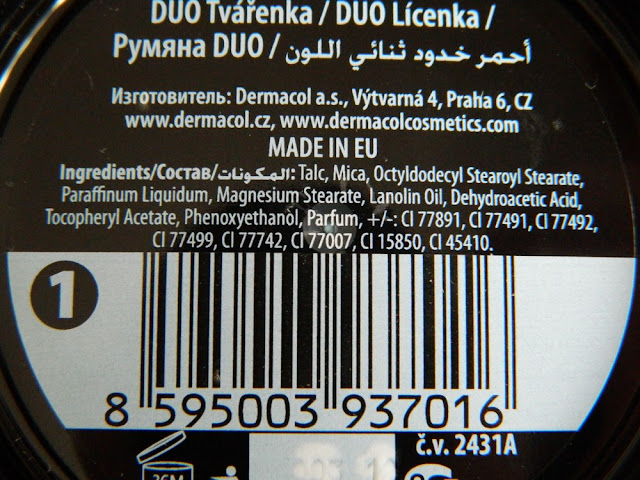 DUO Tvářenka / DUO Lícenka /
Румяна DUO / أحمر خدود ثنائي اللون
Изготовитель: Dermacol a.s., Výtvarná 4, Praha 6, CZ
www.dermacol.cz, www.dermacolcosmetics.com
MADE IN EU
Ingredients/Состав/المكونات: Talc, Mica, Octyldodecyl Stearoyl Stearate,
Paraffinum Liquidum, Magnesium Stearate, Lanolin Oil, Dehydroacetic Acid,
Tocopheryl Acetate, Phenoxyethanol, Parfum, +/-: CI 77891, CI 77491, CI 77492,
CI 77499, CI 77742, CI 77007, CI 15850, CI 45410.
1
8 595003 937016
č.v. 2431A